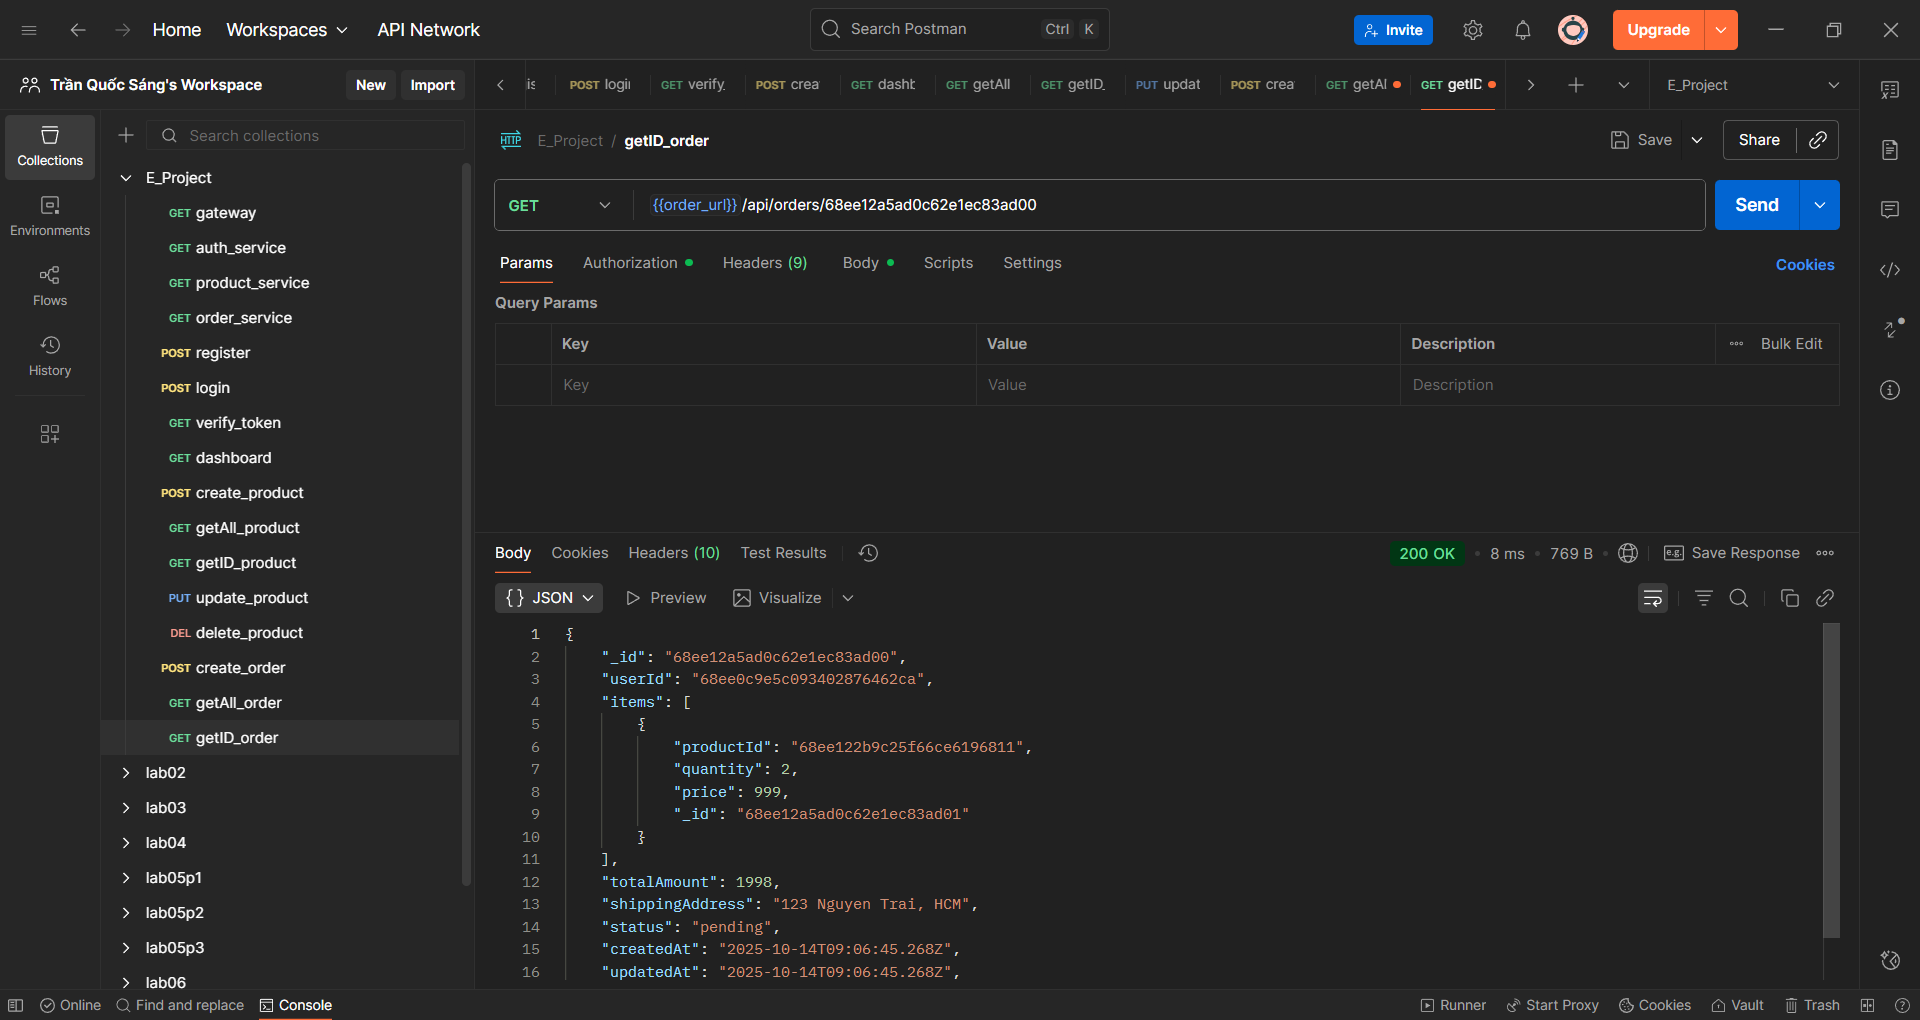 Home Workspaces API Network Search Postman Ctrl K Invite Upgrade
Trần Quốc Sáng's Workspace New Import
is POST logi GET verify_ POST crea GET dasht GET getAll GET getID_ PUT updat POST crea GET getAl GET getID E_Project
Collections
Environments
Flows
History
Search collections
E_Project
GET gateway
GET auth_service
GET product_service
GET order_service
POST register
POST login
GET verify_token
GET dashboard
POST create_product
GET getAll_product
GET getID_product
PUT update_product
DEL delete_product
POST create_order
GET getAll_order
GET getID_order
lab02
lab03
lab04
lab05p1
lab05p2
lab05p3
lab06
HTTP E_Project / getID_order Save Share
GET {{order_url}} /api/orders/68ee12a5ad0c62e1ec83ad00 Send
Params Authorization Headers (9) Body Scripts Settings Cookies
Query Params
Key Value Description Bulk Edit
Key Value Description
Body Cookies Headers (10) Test Results 200 OK • 8 ms • 769 B • e.g. Save Response
{} JSON Preview Visualize
1 {
2 "_id": "68ee12a5ad0c62e1ec83ad00",
3 "userId": "68ee0c9e5c093402876462ca",
4 "items": [
5 {
6 "productId": "68ee122b9c25f66ce6196811",
7 "quantity": 2,
8 "price": 999,
9 "_id": "68ee12a5ad0c62e1ec83ad01"
10 }
11 ],
12 "totalAmount": 1998,
13 "shippingAddress": "123 Nguyen Trai, HCM",
14 "status": "pending",
15 "createdAt": "2025-10-14T09:06:45.268Z",
16 "updatedAt": "2025-10-14T09:06:45.268Z",
Online Find and replace Console Runner Start Proxy Cookies Vault Trash